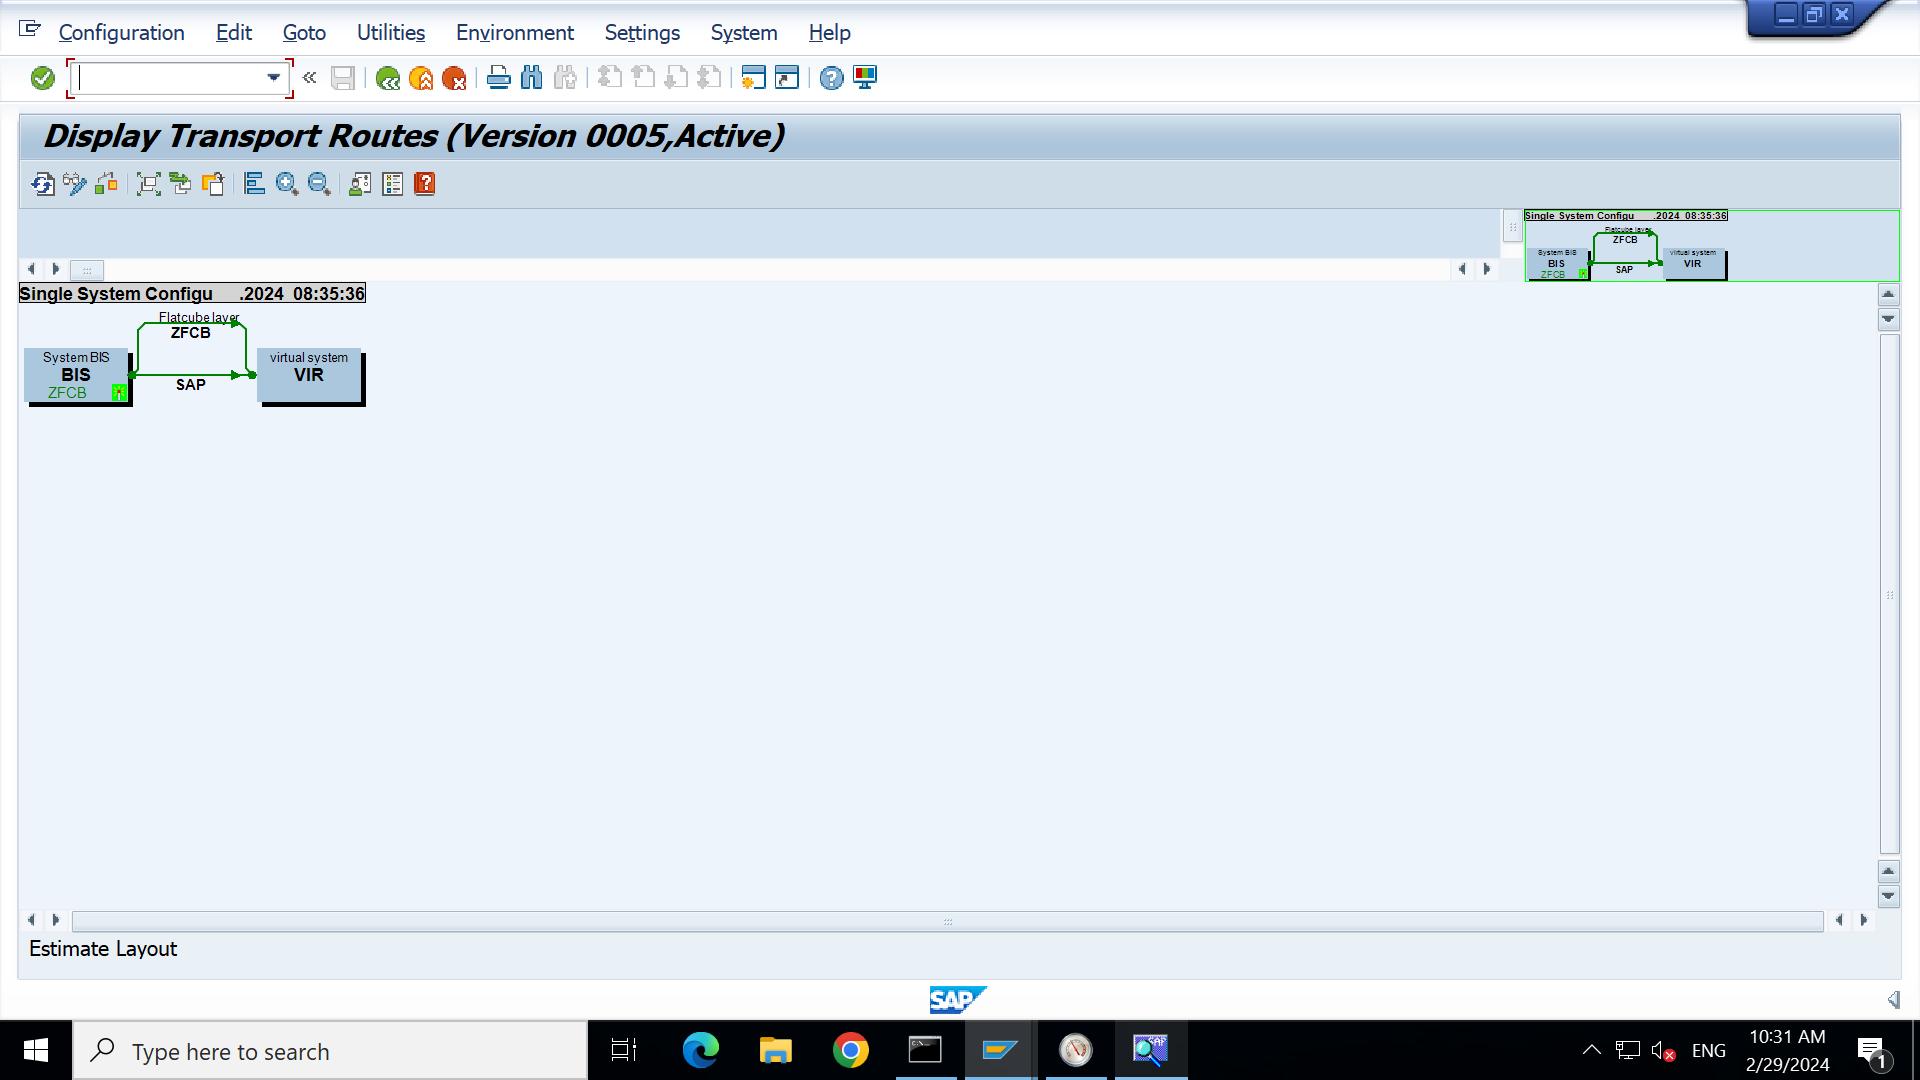 Configuration Edit Goto Utilities Environment Settings System Help
Display Transport Routes (Version 0005,Active)
Single System Configu .2024 08:35:36
Flatcube layer
ZFCB
System BIS
BIS
ZFCB
SAP
virtual system
VIR
Single System Configu .2024 08:35:36
Flatcube layer
ZFCB
System BIS
BIS
ZFCB
SAP
virtual system
VIR
Estimate Layout
SAP
Type here to search
C:\
SAP
ENG
10:31 AM
2/29/2024
1